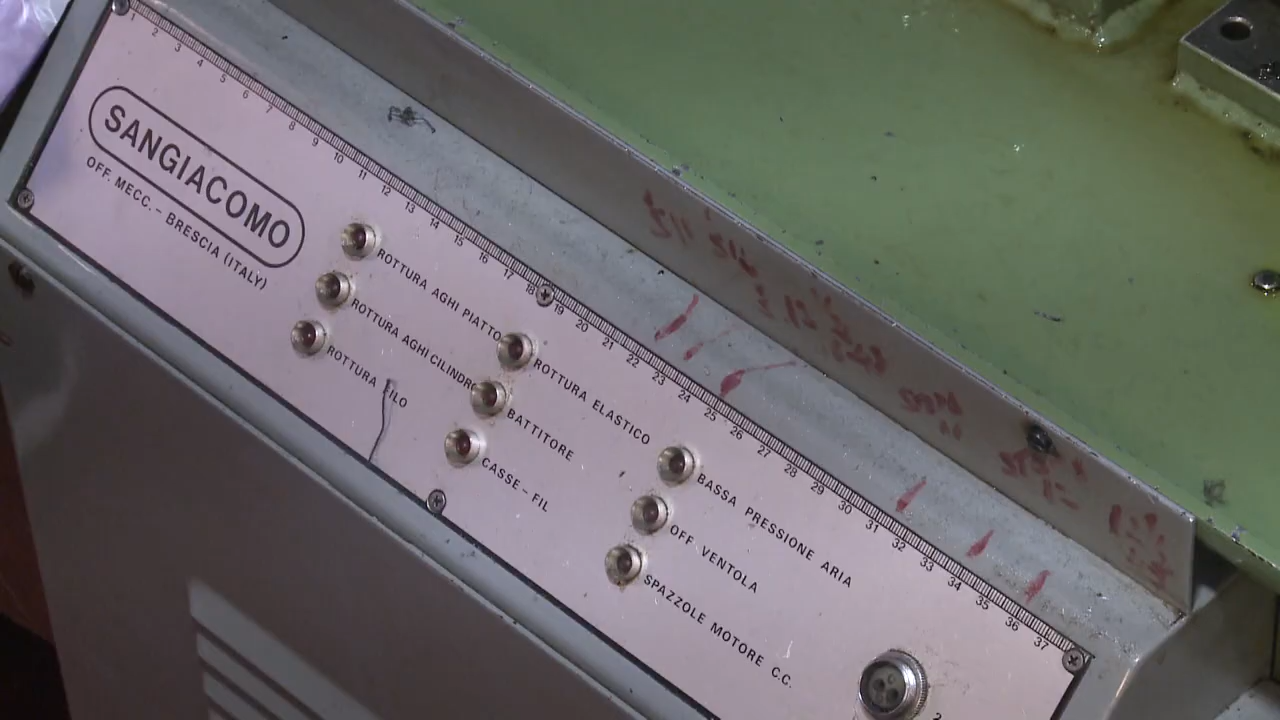 1 2 3 4 5 6 7 8 9 10 11 12 13 14 15 16 17 18 19 20 21 22 23 24 25 26 27 28 29 30 31 32 33 34 35 36 37
SANGIACOMO
OFF. MECC. - BRESCIA (ITALY)
ROTTURA AGHI PIATTO
ROTTURA AGHI CILINDRO
ROTTURA FILO
ROTTURA ELASTICO
BATTITORE
CASSE - FIL
BASSA PRESSIONE ARIA
OFF VENTOLA
SPAZZOLE MOTORE C.C.